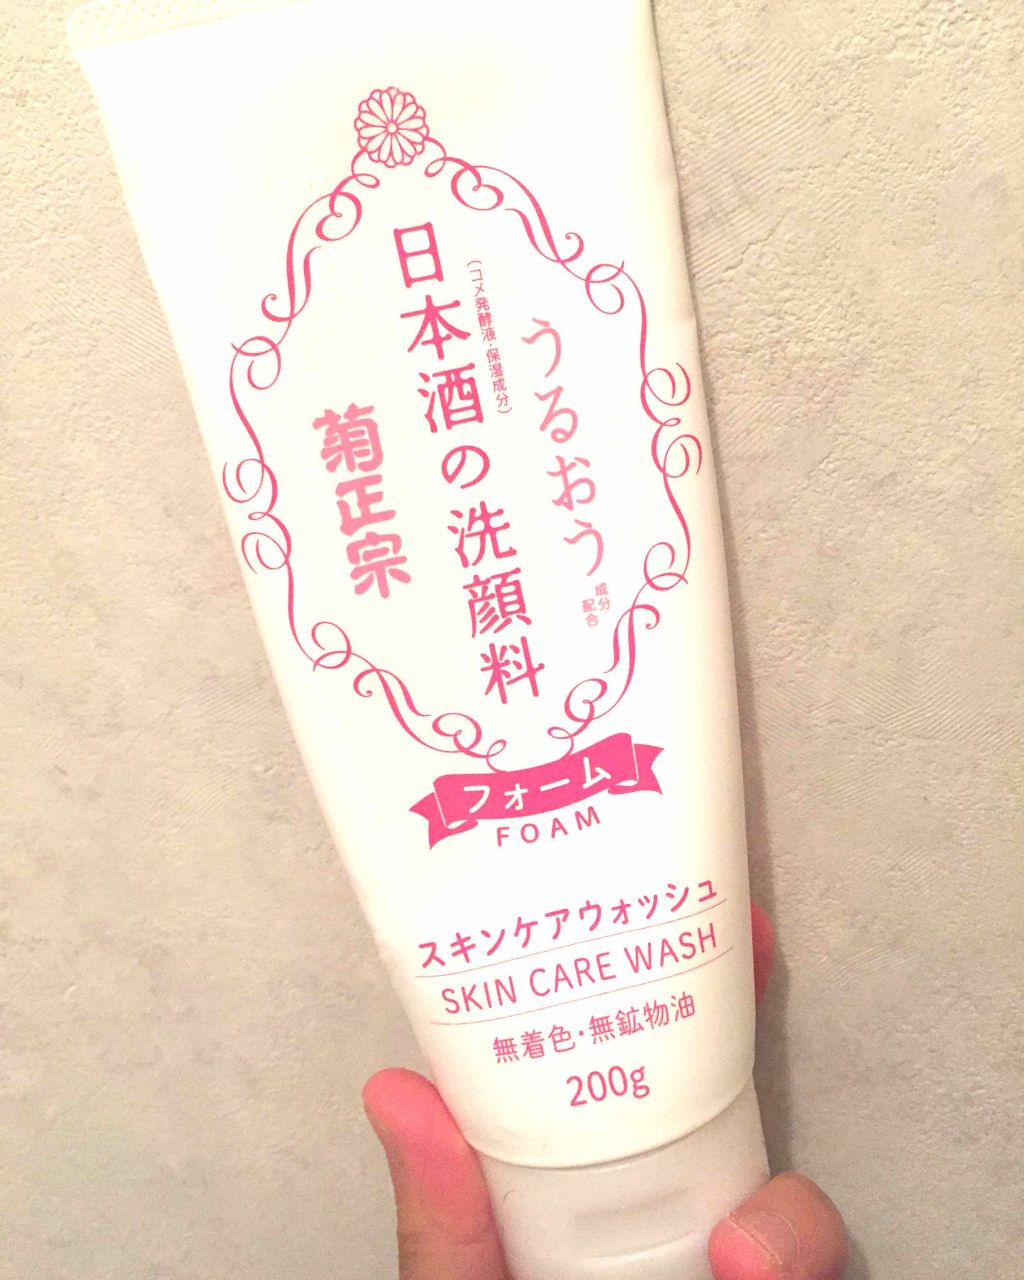 うるおう
成分
配合
日本酒の洗顔料
(コメ発酵液・保湿成分)
菊正宗
フォーム
FOAM
スキンケアウォッシュ
SKIN CARE WASH
無着色・無鉱物油
200g